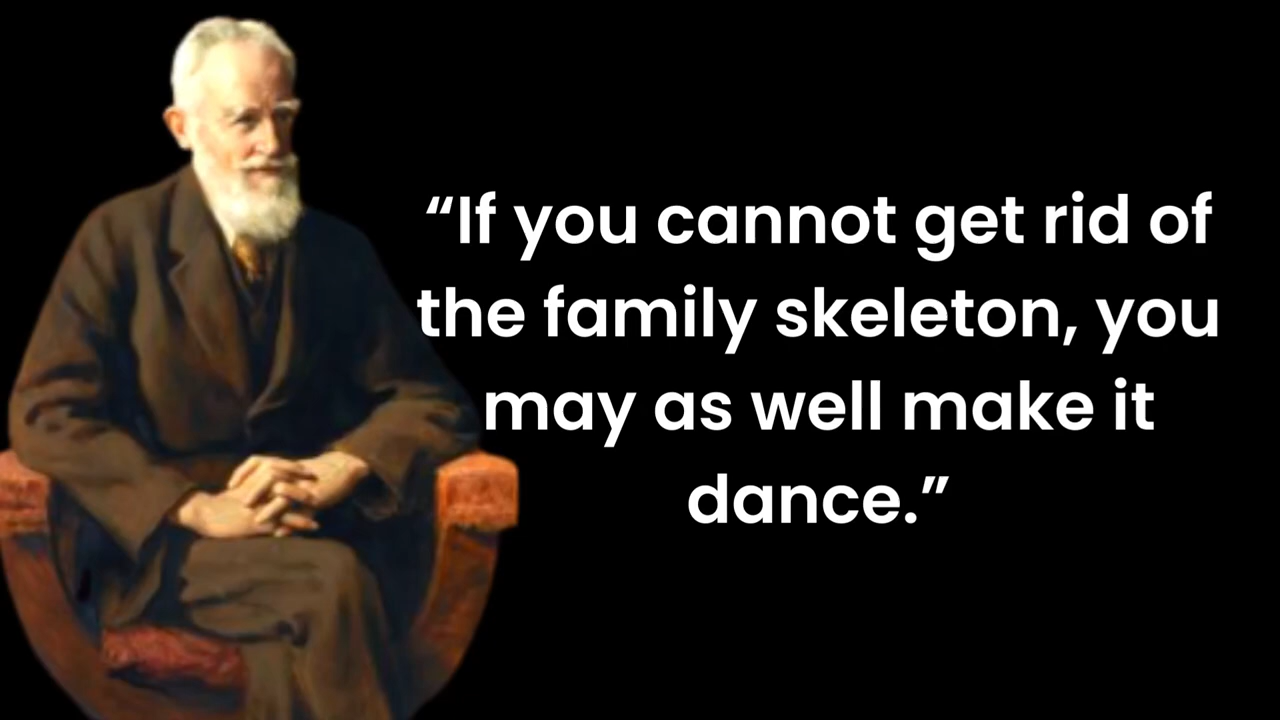 “If you cannot get rid of
the family skeleton, you
may as well make it
dance.”